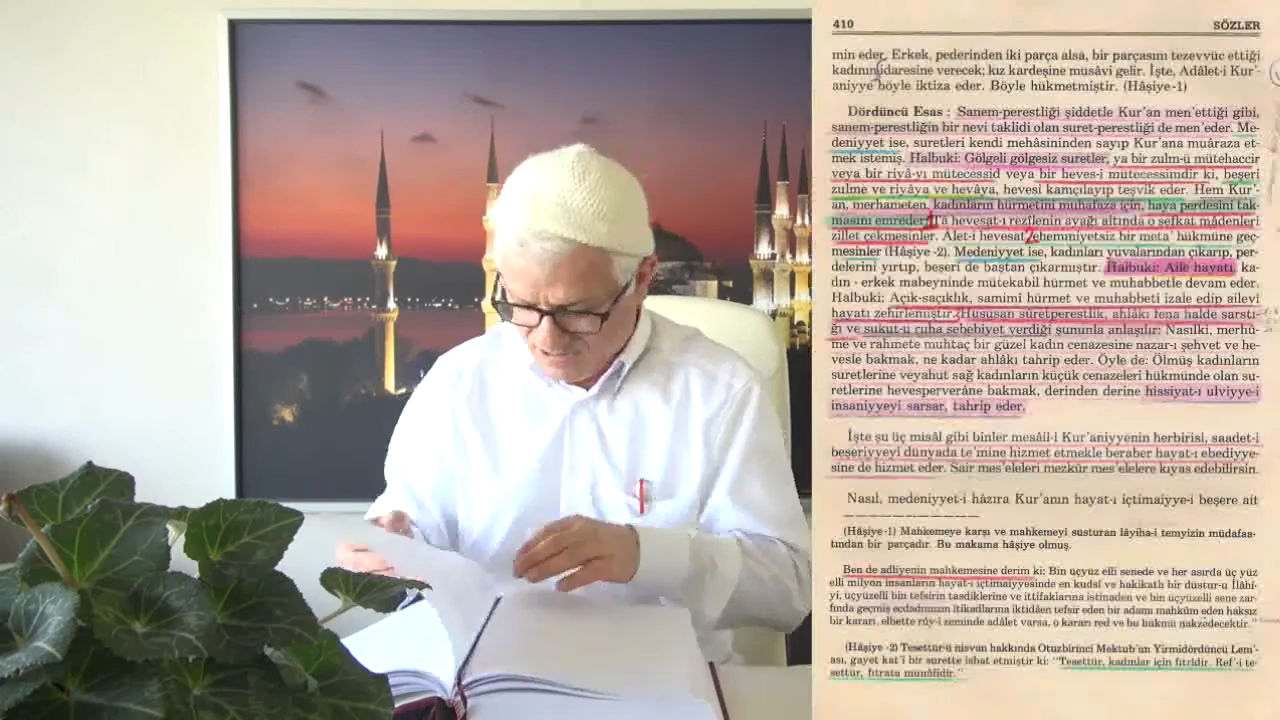 410
SÖZLER
min eder. Erkek, pederinden iki parça alsa, bir parçasını tezevvüc ettiği
kadının idaresine verecek; kız kardeşine musâvi gelir. İşte, Adâlet-i Kur'-
aniyye böyle iktiza eder. Böyle hükmetmiştir. (Hâşiye-1)
Dördüncü Esas : Sanem-perestliği şiddetle Kur'an men'ettiği gibi,
sanem-perestliğin bir nevi taklidi olan suret-perestliği de men'eder. Me-
deniyyet ise, suretleri kendi mehâsininden sayıp Kur'ana muâraza et-
mek istemiş. Halbuki: Gölgeli gölgesiz suretler, ya bir zulm-ü mütehaccir
veya bir riyâ-yı mütecessid veya bir heves-i mütecessimdir ki, beşeri
zulme ve riyâya ve hevâya, hevesi kamçılayıp teşvik eder. Hem Kur'-
an, merhameten, kadınların hürmetini muhafaza için, haya perdesini tak-
masını emreder. Tâ hevesat-ı rezîlenin ayağı altında o şefkat mâdenleri
zillet çekmesinler. Âlet-i hevesat, ehemmiyetsiz bir meta' hükmüne geç-
mesinler (Hâşiye -2). Medeniyyet ise, kadınları yuvalarından çıkarıp, per-
delerini yırtıp, beşeri de baştan çıkarmıştır. Halbuki: Aile hayatı ka-
dın - erkek mabeyninde mütekabil hürmet ve muhabbetle devam eder.
Halbuki; Açık-saçıklık, samimî hürmet ve muhabbeti izale edip ailevî
hayatı zehirlemiştir. Hususan sûretperestlik, ahlâkı fena halde sarstı-
ğı ve sukut-u ruha sebebiyet verdiği şununla anlaşılır: Nasılki, merhû-
me ve rahmete muhtaç bir güzel kadın cenazesine nazar-ı şehvet ve he-
vesle bakmak, ne kadar ahlâkı tahrip eder. Öyle de: Ölmüş kadınların
suretlerine veyahut sağ kadınların küçük cenazeleri hükmünde olan su-
retlerine hevesperverâne bakmak, derinden derine hissiyat-ı ulviyye-i
insaniyyeyi sarsar, tahrip eder.
İşte şu üç misâl gibi binler mesâil-i Kur'aniyyenin herbirisi, saadet-i
beşeriyyeyi dünyada te'mine hizmet etmekle beraber hayat-ı ebediyye-
sine de hizmet eder. Sair mes'eleleri mezkûr mes'elelere kıyas edebilirsin.
Nasıl, medeniyyet-i hâzıra Kur'anın hayat-ı içtimaiyye-i beşere ait
(Hâşiye-1) Mahkemeye karşı ve mahkemeyi susturan lâyiha-i temyizin müdafaa-
tından bir parçadır. Bu makama hâşiye olmuş.
Ben de adliyenin mahkemesine derim ki: Bin üçyüz elli senede ve her asırda üç yüz
elli milyon insanların hayat-ı içtimaiyyesinde en kudsî ve hakikatlı bir düstur-u İlâhî-
yi, üçyüzelli bin tefsirin tasdiklerine ve ittifaklarına istinaden ve bin üçyüzelli sene zar-
fında geçmiş ecdadımızın itikadlarına iktidâen tefsir eden bir adamı mahkûm eden haksız
bir kararı, elbette rûy-i zeminde adâlet varsa, o kararı red ve bu hükmü nakzedecektir."
(Hâşiye -2) Tesettür-ü nisvan hakkında Otuzbirinci Mektub'un Yirmidördüncü Lem'-
ası, gayet kat'î bir surette isbat etmiştir ki: "Tesettür, kadınlar için fıtrîdir. Ref'-i te-
settür, fıtrata münâfidir."